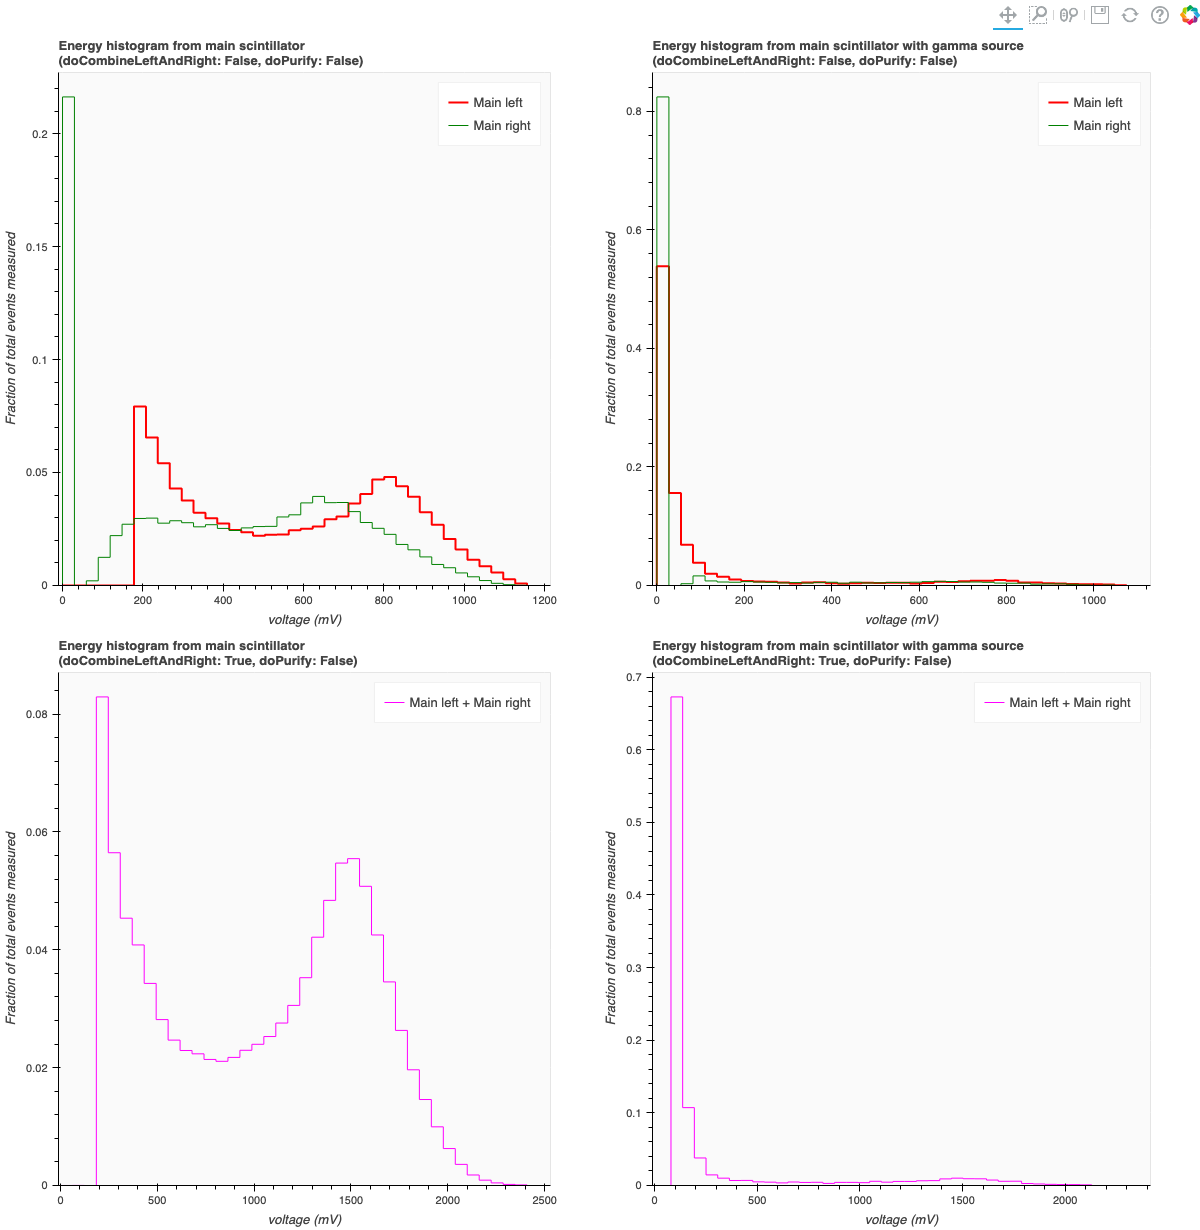 Energy histogram from main scintillator
(doCombineLeftAndRight: False, doPurify: False)
Main left
Main right
Fraction of total events measured
0.2
0.15
0.1
0.05
0
0 200 400 600 800 1000 1200
voltage (mV)
Energy histogram from main scintillator with gamma source
(doCombineLeftAndRight: False, doPurify: False)
Main left
Main right
Fraction of total events measured
0.8
0.6
0.4
0.2
0
0 200 400 600 800 1000
voltage (mV)
Energy histogram from main scintillator
(doCombineLeftAndRight: True, doPurify: False)
Main left + Main right
Fraction of total events measured
0.08
0.06
0.04
0.02
0
0 500 1000 1500 2000 2500
voltage (mV)
Energy histogram from main scintillator with gamma source
(doCombineLeftAndRight: True, doPurify: False)
Main left + Main right
Fraction of total events measured
0.7
0.6
0.5
0.4
0.3
0.2
0.1
0
0 500 1000 1500 2000
voltage (mV)